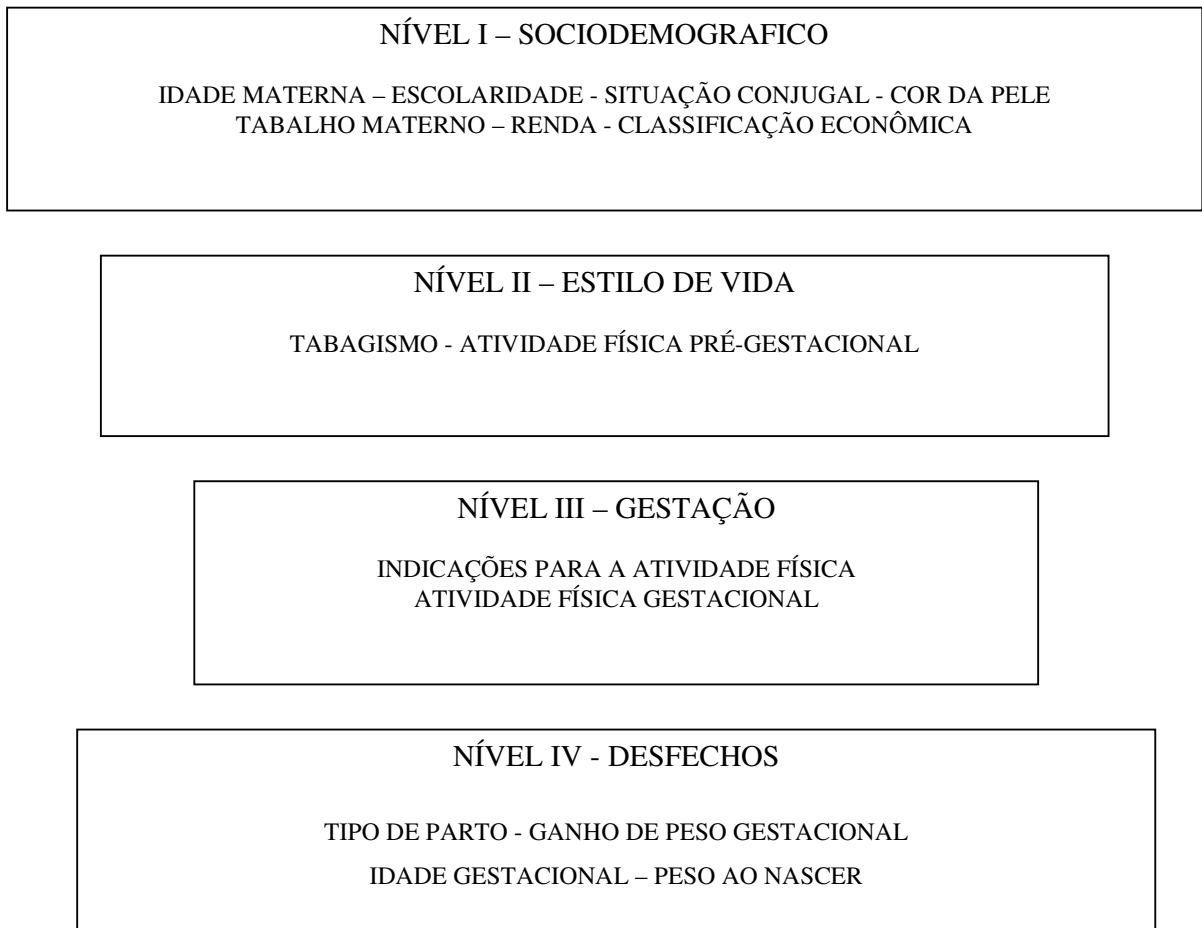 NÍVEL I – SOCIODEMOGRAFICO
IDADE MATERNA – ESCOLARIDADE - SITUAÇÃO CONJUGAL - COR DA PELE
TABALHO MATERNO – RENDA - CLASSIFICAÇÃO ECONÔMICA
NÍVEL II – ESTILO DE VIDA
TABAGISMO - ATIVIDADE FÍSICA PRÉ-GESTACIONAL
NÍVEL III – GESTAÇÃO
INDICAÇÕES PARA A ATIVIDADE FÍSICA
ATIVIDADE FÍSICA GESTACIONAL
NÍVEL IV - DESFECHOS
TIPO DE PARTO - GANHO DE PESO GESTACIONAL
IDADE GESTACIONAL – PESO AO NASCER